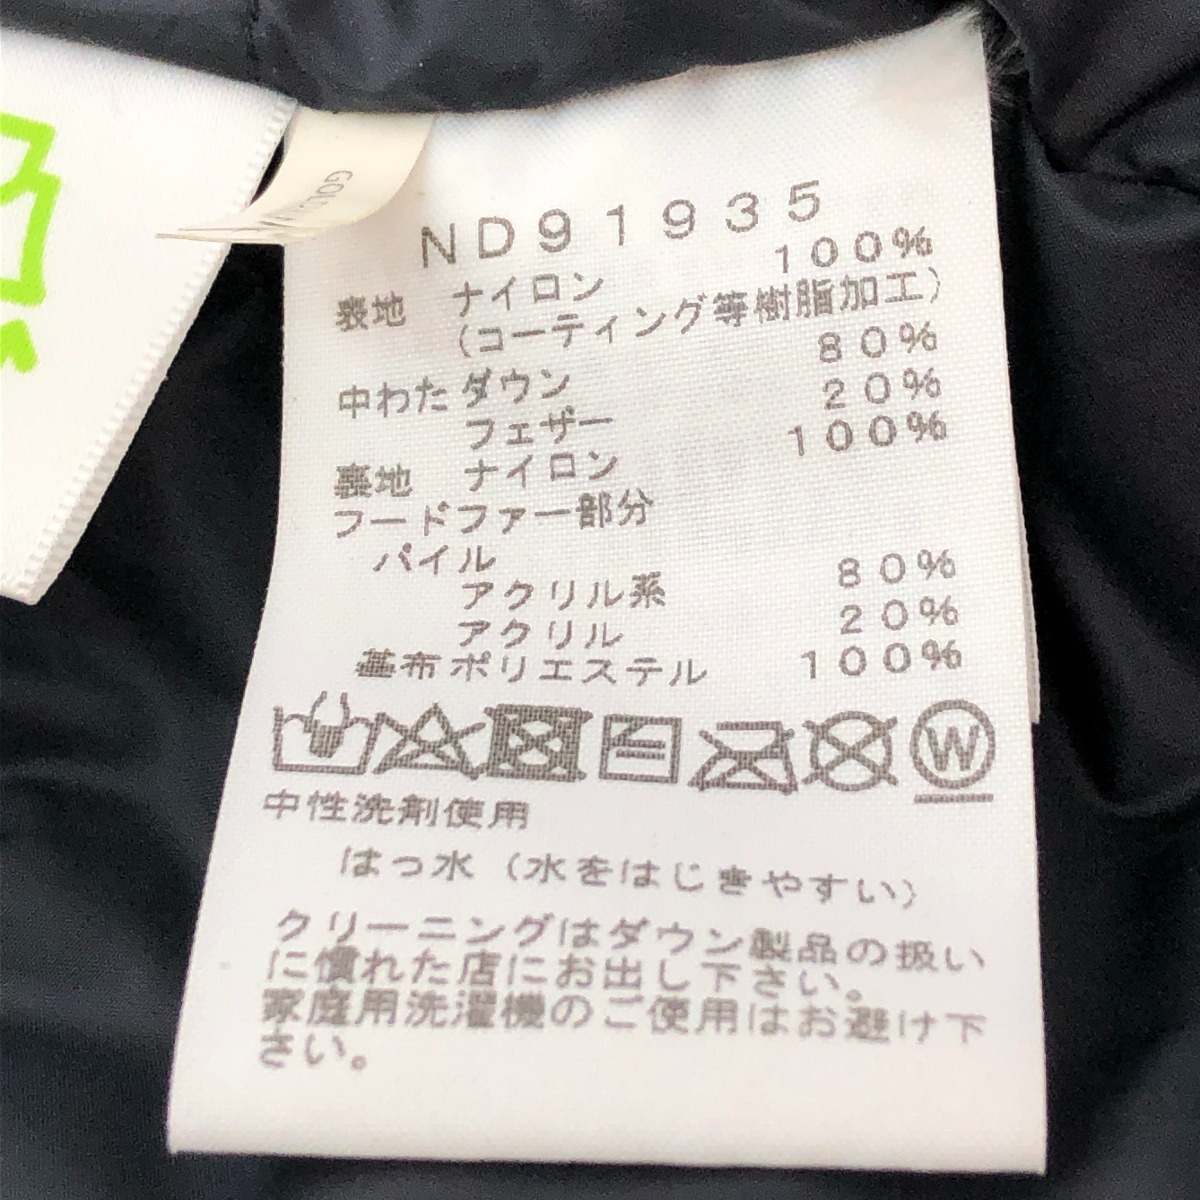 ND91935
表地 ナイロン 100%
(コーティング等樹脂加工)
中わた ダウン 80%
フェザー 20%
裏地 ナイロン 100%
フードファー部分
パイル
アクリル系 80%
アクリル 20%
基布ポリエステル 100%
W
中性洗剤使用
はっ水(水をはじきやすい)
クリーニングはダウン製品の扱い
に慣れた店にお出し下さい。
家庭用洗濯機のご使用はお避け下
さい。